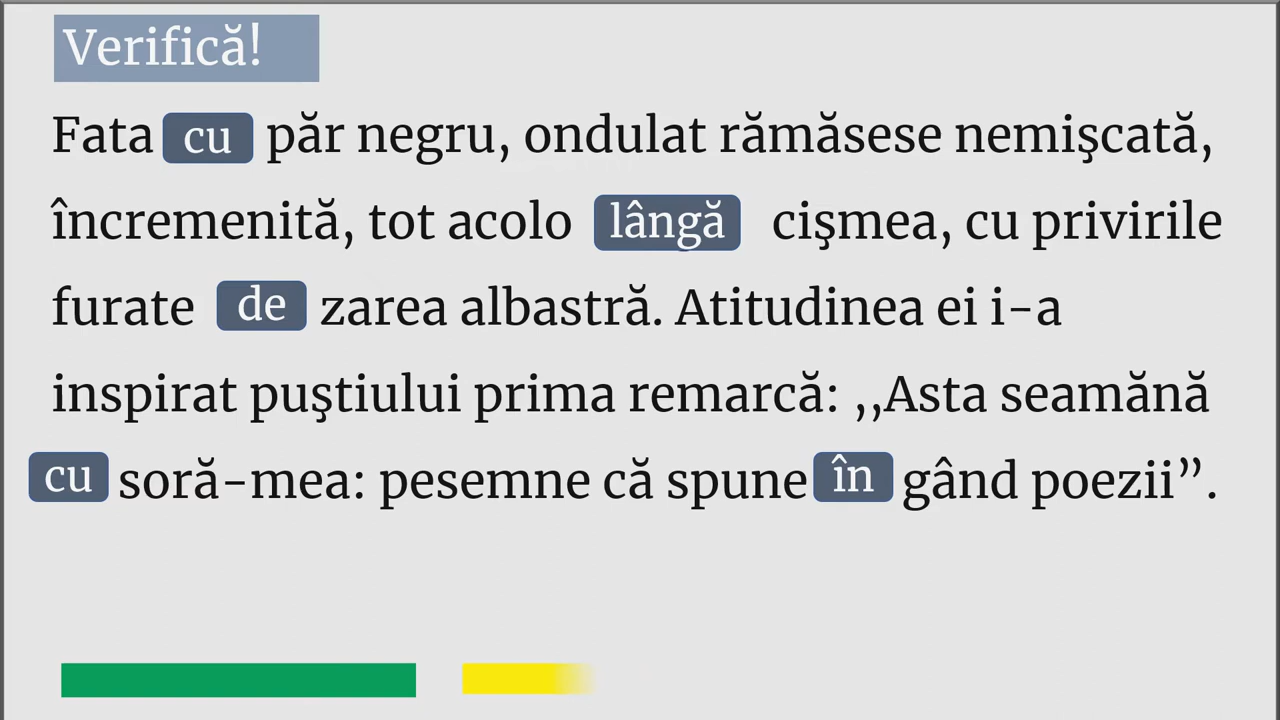 Verifică!
Fata cu păr negru, ondulat rămăsese nemişcată,
încremenită, tot acolo lângă cişmea, cu privirile
furate de zarea albastră. Atitudinea ei i-a
inspirat puştiului prima remarcă: ,,Asta seamănă
cu soră-mea: pesemne că spune în gând poezii”.